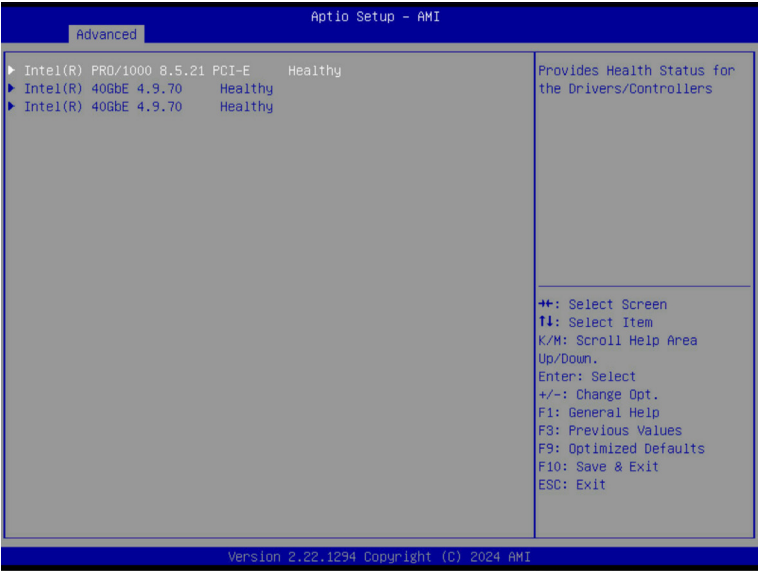 Aptio Setup – AMI
Advanced
Intel(R) PRO/1000 8.5.21 PCI-E Healthy
Intel(R) 40GbE 4.9.70 Healthy
Intel(R) 40GbE 4.9.70 Healthy
Provides Health Status for
the Drivers/Controllers
→←: Select Screen
↑↓: Select Item
K/M: Scroll Help Area
Up/Down.
Enter: Select
+/-: Change Opt.
F1: General Help
F3: Previous Values
F9: Optimized Defaults
F10: Save & Exit
ESC: Exit
Version 2.22.1294 Copyright (C) 2024 AMI